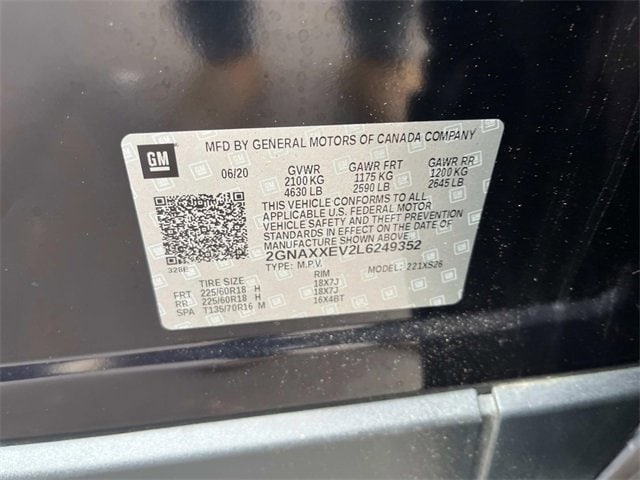 MFD BY GENERAL MOTORS OF CANADA COMPANY
GM
06/20 GVWR GAWR FRT GAWR RR
2100 KG 1175 KG 1200 KG
4630 LB 2590 LB 2645 LB
THIS VEHICLE CONFORMS TO ALL
APPLICABLE U.S. FEDERAL MOTOR
VEHICLE SAFETY AND THEFT PREVENTION
STANDARDS IN EFFECT ON THE DATE
OF MANUFACTURE SHOWN ABOVE.
2GNAXXEV2L6249352
328E TYPE: M.P.V. MODEL: 221XS26
TIRE SIZE RIM
FRT 225/60R18 H 18X7J
RR 225/60R18 H 18X7J
SPA T135/70R16 M 16X4BT